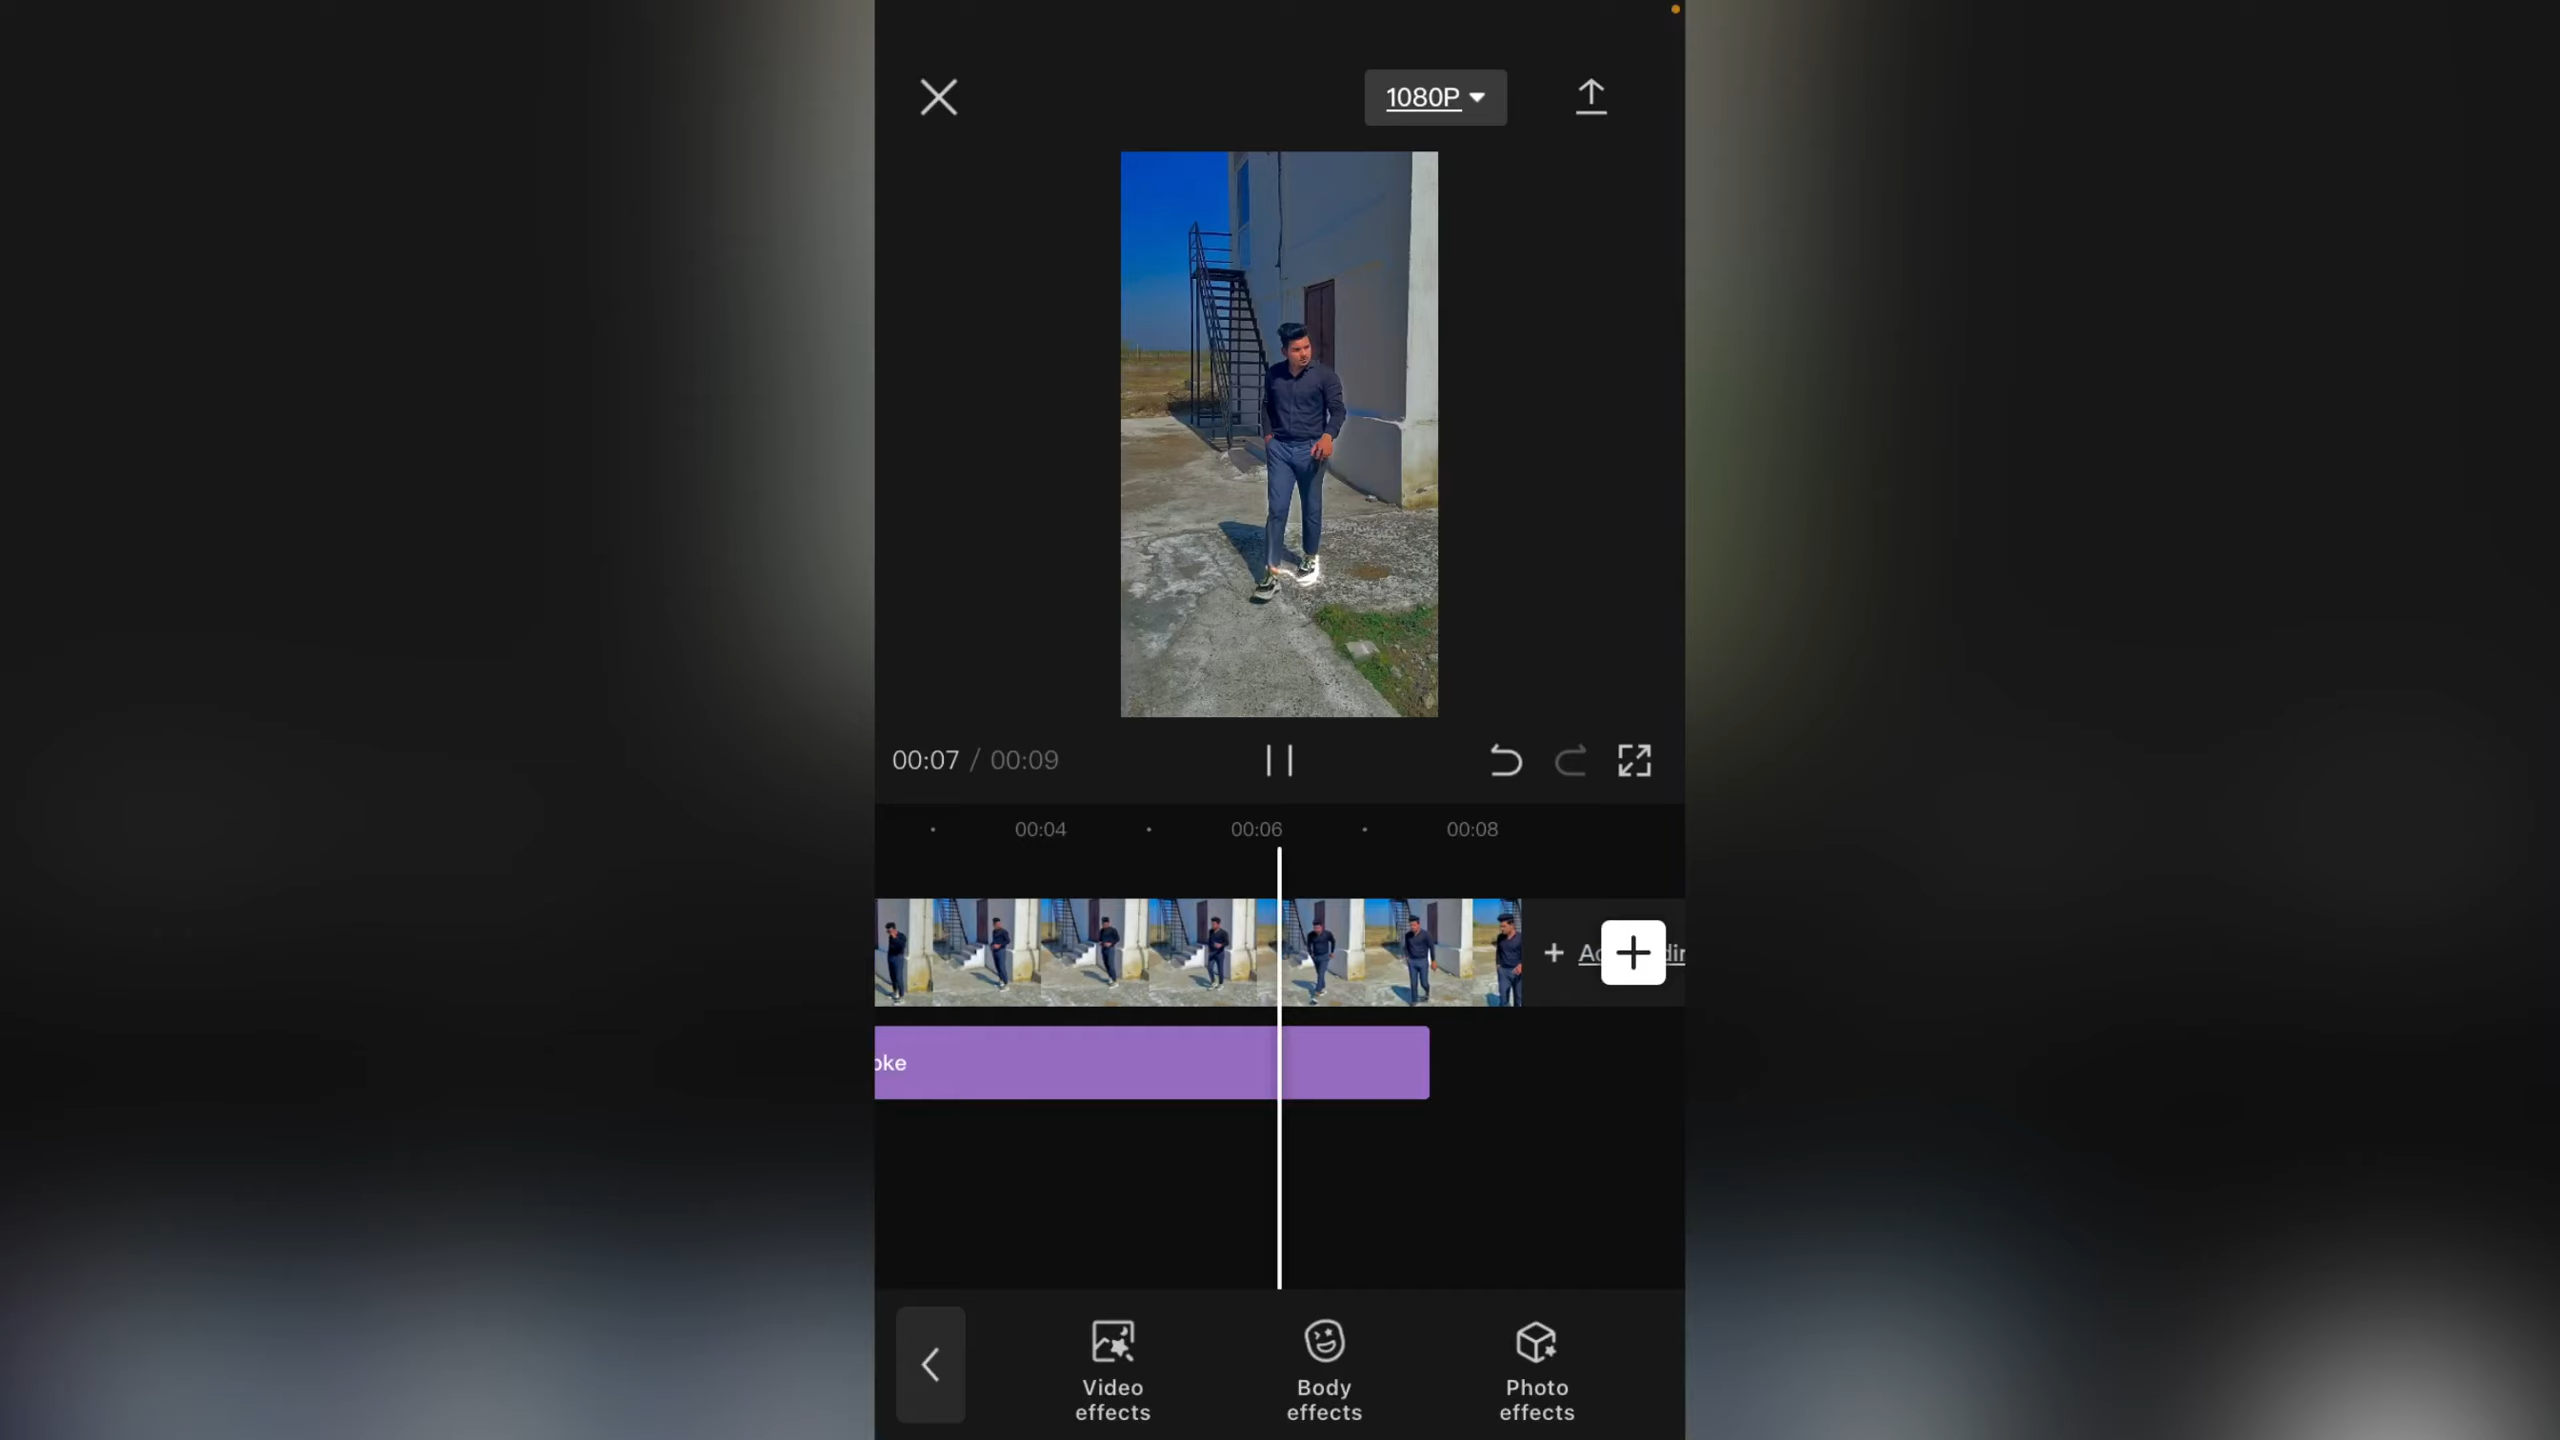 1080P
00:07 / 00:09
00:04
00:06
00:08
+
oke
Video
effects
Body
effects
Photo
effects